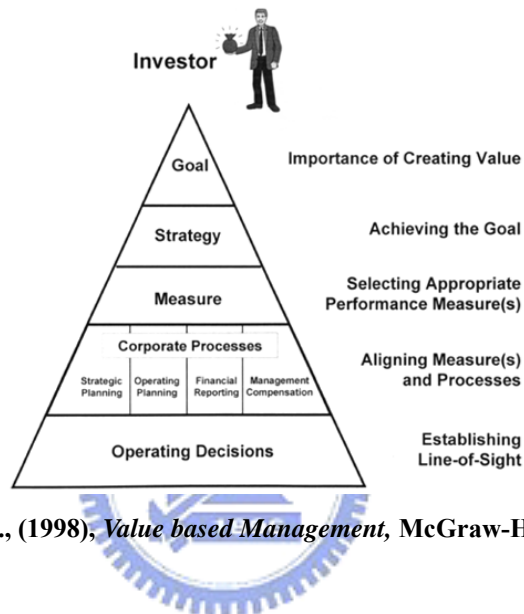 Investor
Goal
Importance of Creating Value
Strategy
Achieving the Goal
Measure
Selecting Appropriate
Performance Measure(s)
Corporate Processes
Strategic Planning
Operating Planning
Financial Reporting
Management Compensation
Aligning Measure(s)
and Processes
Operating Decisions
Establishing
Line-of-Sight
., (1998), Value based Management, McGraw-H